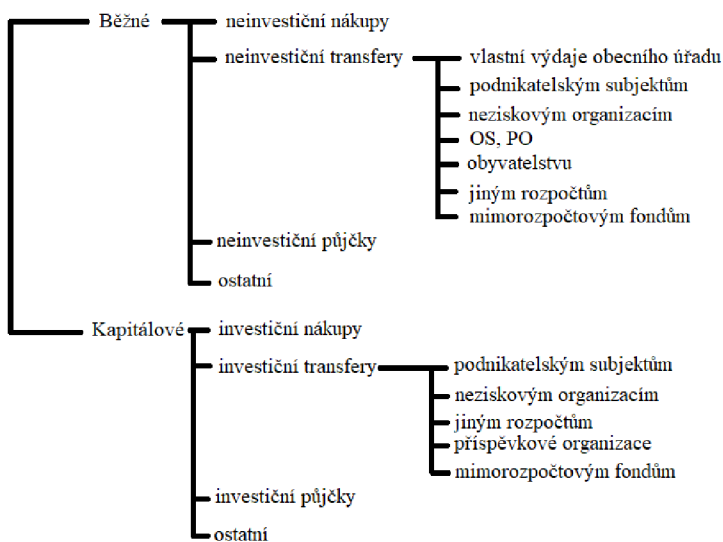 Běžné
neinvestiční nákupy
neinvestiční transfery
vlastní výdaje obecního úřadu
podnikatelským subjektům
neziskovým organizacím
OS, PO
obyvatelstvu
jiným rozpočtům
mimorozpočtovým fondům
neinvestiční půjčky
ostatní
Kapitálové
investiční nákupy
investiční transfery
podnikatelským subjektům
neziskovým organizacím
jiným rozpočtům
příspěvkové organizace
mimorozpočtovým fondům
investiční půjčky
ostatní